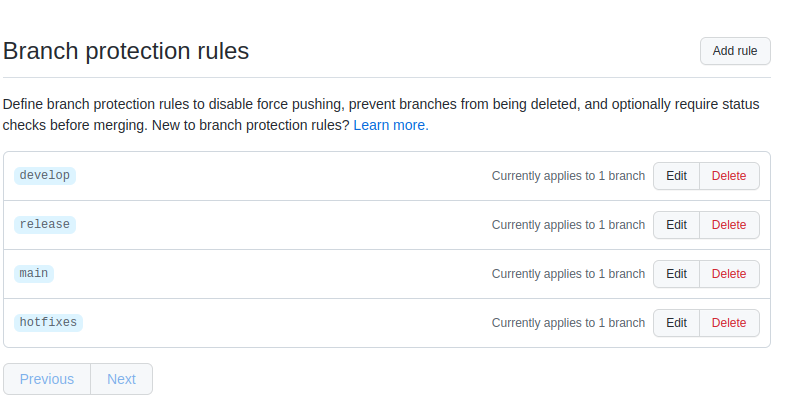 Branch protection rules
Add rule
Define branch protection rules to disable force pushing, prevent branches from being deleted, and optionally require status
checks before merging. New to branch protection rules? Learn more.
develop Currently applies to 1 branch Edit Delete
release Currently applies to 1 branch Edit Delete
main Currently applies to 1 branch Edit Delete
hotfixes Currently applies to 1 branch Edit Delete
Previous Next